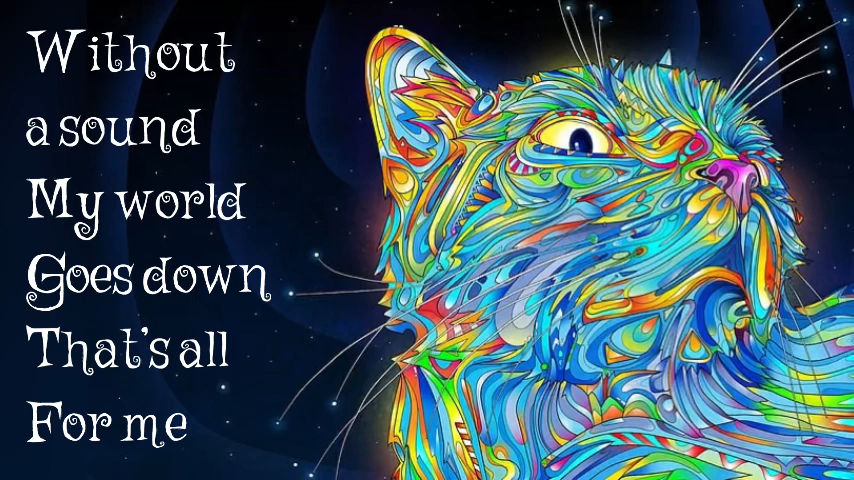 Without
a sound
My world
Goes down
That's all
For me